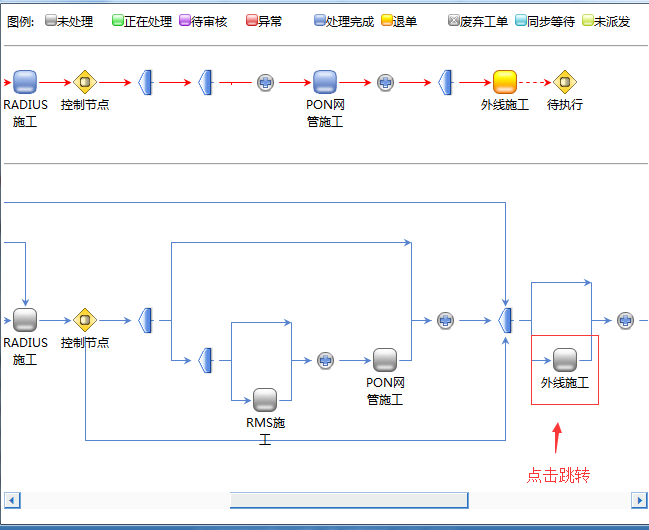 图例: 未处理 正在处理 待审核 异常 处理完成 退单 废弃工单 同步等待 未派发
RADIUS
施工
控制节点
PON网
管施工
外线施工
待执行
RADIUS
施工
控制节点
RMS施
工
PON网
管施工
外线施工
点击跳转